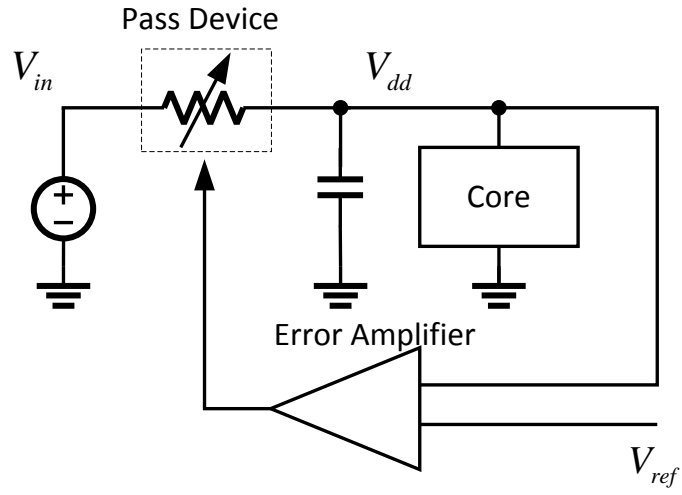 Pass Device
V_in
V_dd
+
−
Core
Error Amplifier
V_ref